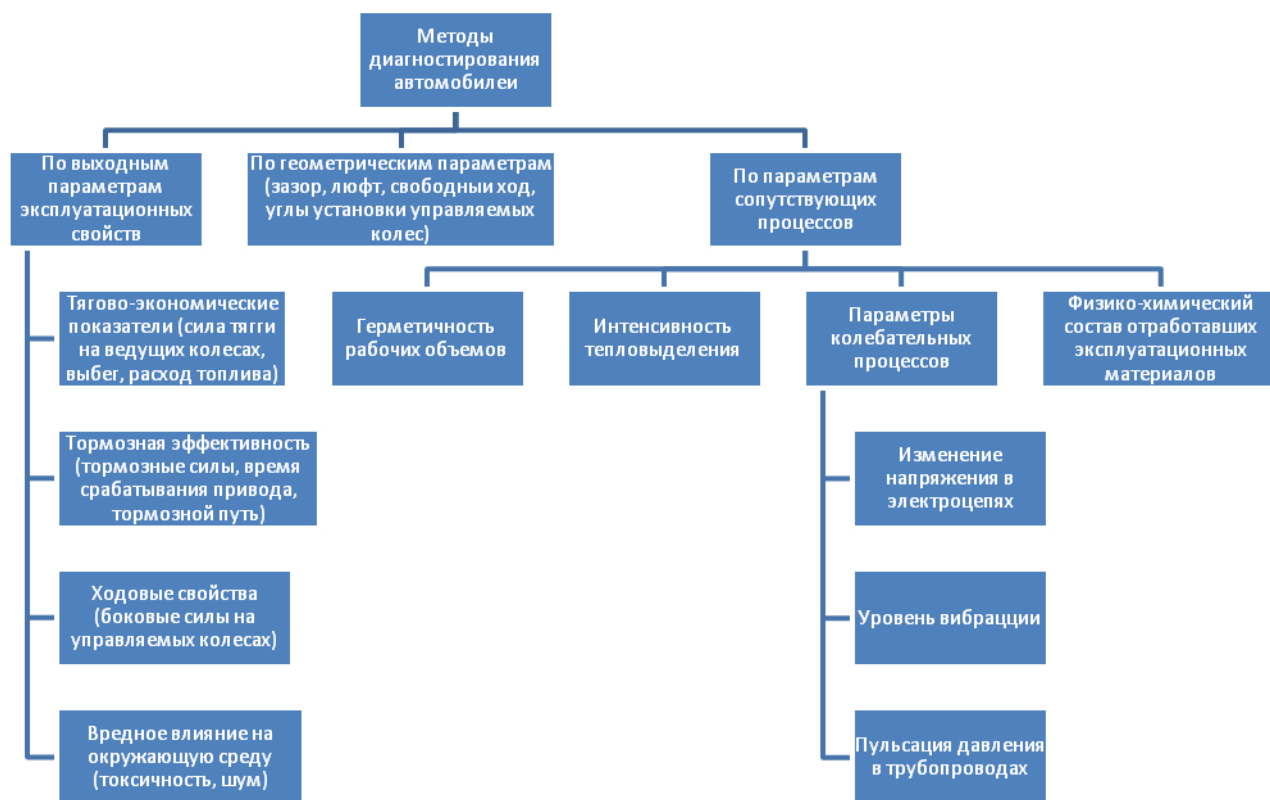 Методы
диагностирования
автомобилеи
По выходным
параметрам
эксплуатационных
свойств
По геометрическим параметрам
(зазор, люфт, свободныи ход,
углы установки управляемых
колес)
По параметрам
сопутствующих
процессов
Тягово-экономические
показатели (сила тягги
на ведущих колесах,
выбег, расход топлива)
Тормозная эффективность
(тормозные силы, время
срабатывания привода,
тормозной путь)
Ходовые свойства
(боковые силы на
управляемых колесах)
Вредное влияние на
окружающую среду
(токсичность, шум)
Герметичность
рабочих объемов
Интенсивность
тепловыделения
Параметры
колебательных
процессов
Физико-химический
состав отработавших
эксплуатационных
материалов
Изменение
напряжения в
электроцепях
Уровень вибрацции
Пульсация давления
в трубопроводах